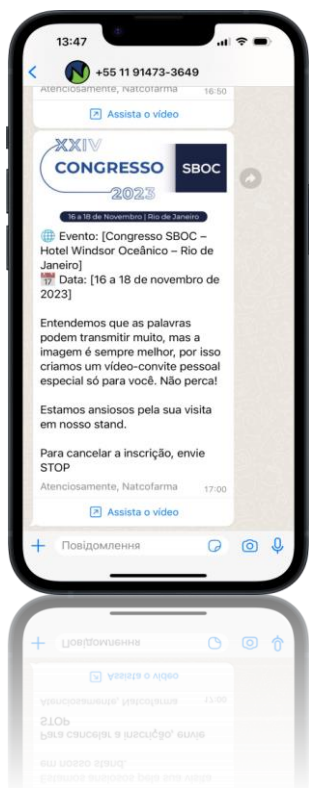 13:47
+55 11 91473-3649
Atenciosamente, Natcofarma 16:50
Assista o vídeo
XXIV
CONGRESSO SBOC
2023
16 a 18 de Novembro | Rio de Janeiro
🌐 Evento: [Congresso SBOC –
Hotel Windsor Oceânico – Rio de
Janeiro]
📅 Data: [16 a 18 de novembro de
2023]
Entendemos que as palavras
podem transmitir muito, mas a
imagem é sempre melhor, por isso
criamos um vídeo-convite pessoal
especial só para você. Não perca!
Estamos ansiosos pela sua visita
em nosso stand.
Para cancelar a inscrição, envie
STOP
Atenciosamente, Natcofarma 17:00
Assista o vídeo
Повідомлення